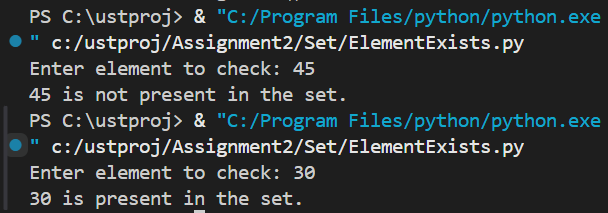 PS C:\ustproj> & "C:/Program Files/python/python.exe
" c:/ustproj/Assignment2/Set/ElementExists.py
Enter element to check: 45
45 is not present in the set.
PS C:\ustproj> & "C:/Program Files/python/python.exe
" c:/ustproj/Assignment2/Set/ElementExists.py
Enter element to check: 30
30 is present in the set.